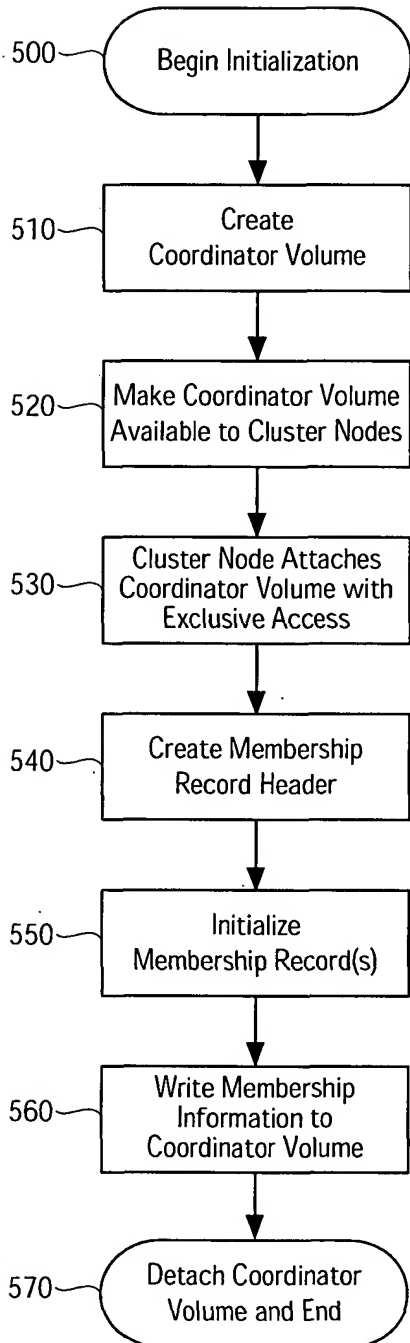 500
Begin Initialization
510
Create
Coordinator Volume
520
Make Coordinator Volume
Available to Cluster Nodes
530
Cluster Node Attaches
Coordinator Volume with
Exclusive Access
540
Create Membership
Record Header
550
Initialize
Membership Record(s)
560
Write Membership
Information to
Coordinator Volume
570
Detach Coordinator
Volume and End